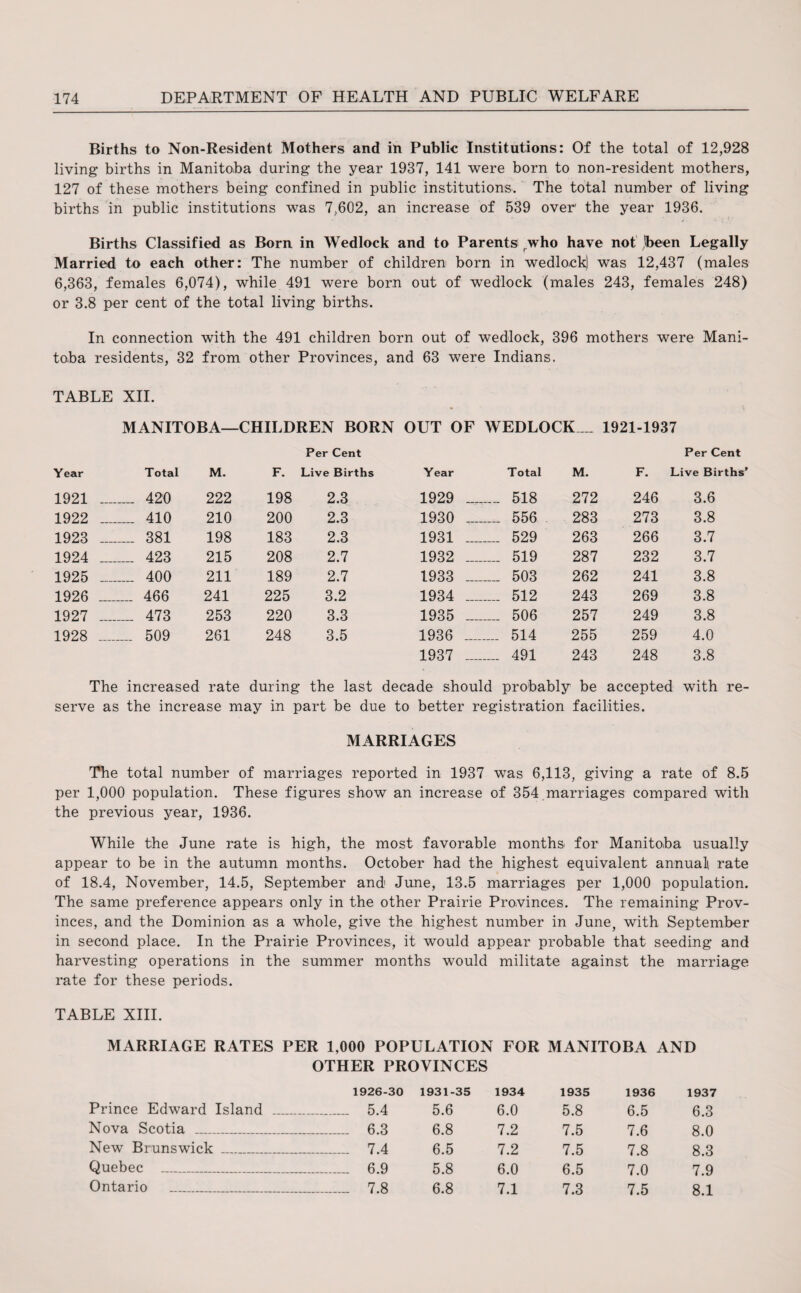 174 DEPARTMENT OF HEALTH AND PUBLIC WELFARE
Births to Non-Resident Mothers and in Public Institutions: Of the total of 12,928
living births in Manitoba during the year 1937, 141 were born to non-resident mothers,
127 of these mothers being confined in public institutions. The total number of living
births in public institutions was 7,602, an increase of 539 over the year 1936.
Births Classified as Born in Wedlock and to Parents who have not been Legally
Married to each other: The number of children born in wedlock was 12,437 (males
6,363, females 6,074), while 491 were born out of wedlock (males 243, females 248)
or 3.8 per cent of the total living births.
In connection with the 491 children born out of wedlock, 396 mothers were Mani-
toba residents, 32 from other Provinces, and 63 were Indians.
TABLE XII.
MANITOBA—CHILDREN BORN OUT OF WEDLOCK__ 1921-1937
Per Cent Per Cent
Year Total M. F. Live Births Year Total M. F. Live Births'
1921 ____ 420 222 198 2.3 1929 ____ 518 272 246 3.6
1922 ____ 410 210 200 2.3 1930 ____ 556 283 273 3.8
1923 ____ 381 198 183 2.3 1931 ____ 529 263 266 3.7
1924 ____ 423 215 208 2.7 1932 ____ 519 287 232 3.7
1925 ____ 400 211 189 2.7 1933 ____ 503 262 241 3.8
1926 ____ 466 241 225 3.2 1934 ____ 512 243 269 3.8
1927 ____ 473 253 220 3.3 1935 ____ 506 257 249 3.8
1928 ____ 509 261 248 3.5 1936 ____ 514 255 259 4.0
1937 ____ 491 243 248 3.8
The increased rate during the last decade should probably be accepted with re-
serve as the increase may in part be due to better registration facilities.
MARRIAGES
The total number of marriages reported in 1937 was 6,113, giving a rate of 8.5
per 1,000 population. These figures show an increase of 354 marriages compared with
the previous year, 1936.
While the June rate is high, the most favorable months for Manitoba usually
appear to be in the autumn months. October had the highest equivalent annual rate
of 18.4, November, 14.5, September and June, 13.5 marriages per 1,000 population.
The same preference appears only in the other Prairie Provinces. The remaining Prov-
inces, and the Dominion as a whole, give the highest number in June, with September
in second place. In the Prairie Provinces, it would appear probable that seeding and
harvesting operations in the summer months would militate against the marriage
rate for these periods.
TABLE XIII.
MARRIAGE RATES PER 1,000 POPULATION FOR MANITOBA AND
OTHER PROVINCES
1926-30 1931-35 1934 1935 1936 1937
Prince Edward Island ____ 5.4 5.6 6.0 5.8 6.5 6.3
Nova Scotia ____ 6.3 6.8 7.2 7.5 7.6 8.0
New Brunswick ____ 7.4 6.5 7.2 7.5 7.8 8.3
Quebec ____ 6.9 5.8 6.0 6.5 7.0 7.9
Ontario ____ 7.8 6.8 7.1 7.3 7.5 8.1